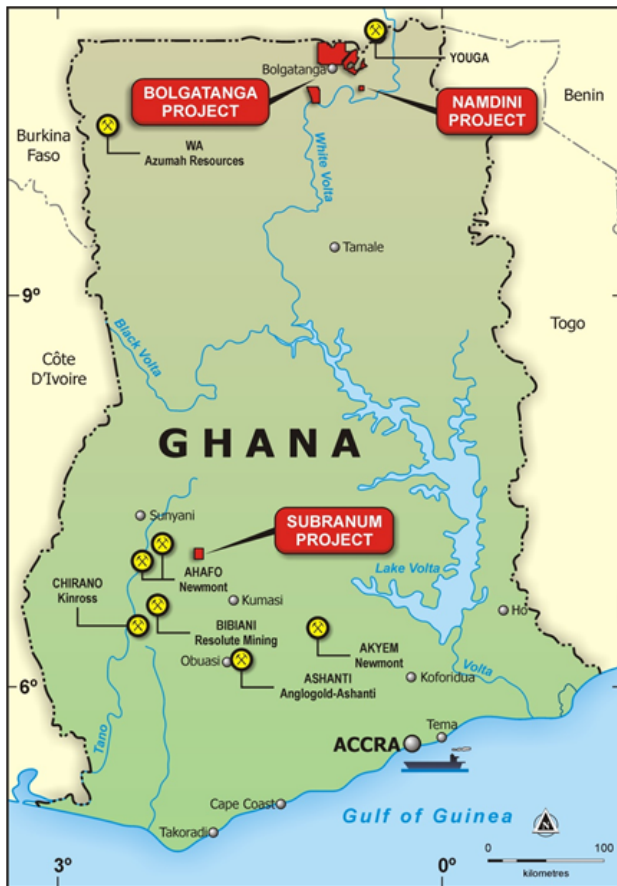 YOUGA
Bolgatanga
BOLGATANGA
PROJECT
NAMDINI
PROJECT
Benin
Burkina
Faso
WA
Azumah Resources
White Volta
Tamale
9º
Togo
Black Volta
Côte
D'Ivoire
GHANA
Sunyani
SUBRANUM
PROJECT
AHAFO
Newmont
Lake Volta
CHIRANO
Kinross
Kumasi
Ho
BIBIANI
Resolute Mining
AKYEM
Newmont
Obuasi
ASHANTI
Anglogold-Ashanti
Koforidua
Volta
6º
Tano
Tema
ACCRA
Cape Coast
Gulf of Guinea
Takoradi
N
0 100
kilometres
3º
0º